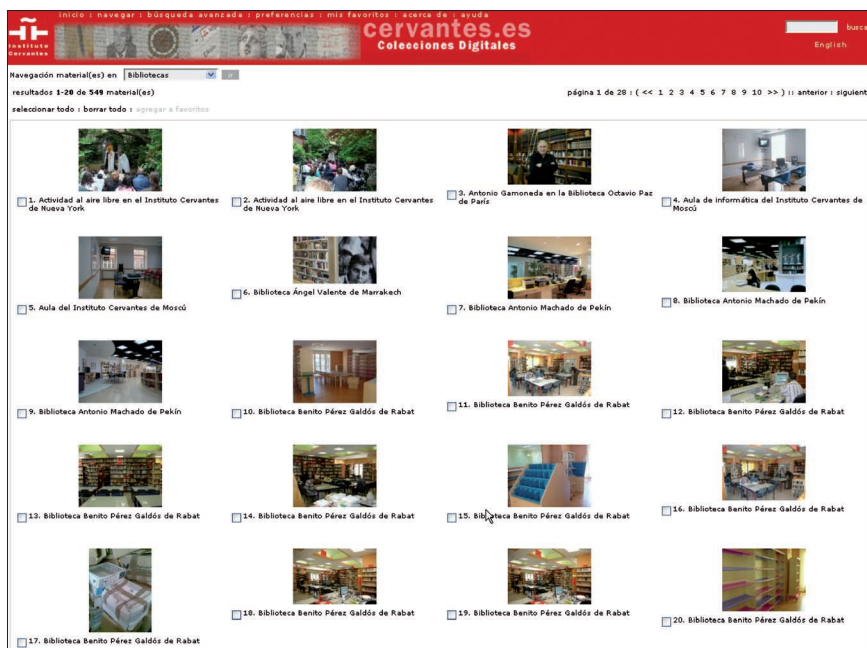 inicio : navegar : búsqueda avanzada : preferencias : mis favoritos : acerca de : ayuda
Instituto
Cervantes
cervantes.es
Colecciones Digitales
busca
English
Navegación material(es) en Bibliotecas ir
resultados 1-20 de 549 material(es)
página 1 de 28 : ( << 1 2 3 4 5 6 7 8 9 10 >> ) :: anterior : siguient
seleccionar todo : borrar todo : agregar a favoritos
1. Actividad al aire libre en el Instituto Cervantes
de Nueva York
2. Actividad al aire libre en el Instituto Cervantes
de Nueva York
3. Antonio Gamoneda en la Biblioteca Octavio Paz
de París
4. Aula de informática del Instituto Cervantes de
Moscú
5. Aula del Instituto Cervantes de Moscú
6. Biblioteca Ángel Valente de Marrakech
7. Biblioteca Antonio Machado de Pekín
8. Biblioteca Antonio Machado de Pekín
9. Biblioteca Antonio Machado de Pekín
10. Biblioteca Benito Pérez Galdós de Rabat
11. Biblioteca Benito Pérez Galdós de Rabat
12. Biblioteca Benito Pérez Galdós de Rabat
13. Biblioteca Benito Pérez Galdós de Rabat
14. Biblioteca Benito Pérez Galdós de Rabat
15. Biblioteca Benito Pérez Galdós de Rabat
16. Biblioteca Benito Pérez Galdós de Rabat
17. Biblioteca Benito Pérez Galdós de Rabat
18. Biblioteca Benito Pérez Galdós de Rabat
19. Biblioteca Benito Pérez Galdós de Rabat
20. Biblioteca Benito Pérez Galdós de Rabat